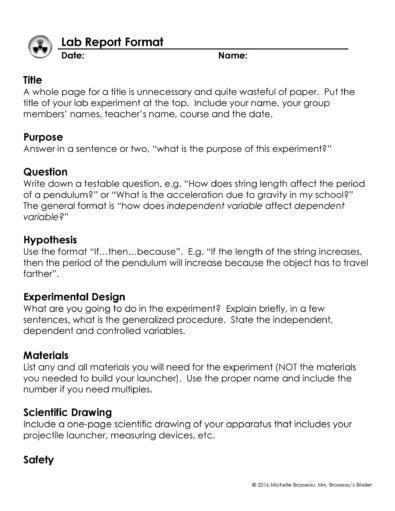 Lab Report Format
Date: Name:
Title
A whole page for a title is unnecessary and quite wasteful of paper. Put the
title of your lab experiment at the top. Include your name, your group
members' names, teacher's name, course and the date.
Purpose
Answer in a sentence or two, "what is the purpose of this experiment?"
Question
Write down a testable question, e.g. "How does string length affect the period
of a pendulum?" or "What is the acceleration due to gravity in my school?"
The general format is "how does independent variable affect dependent
variable?"
Hypothesis
Use the format "If…then…because". E.g. "If the length of the string increases,
then the period of the pendulum will increase because the object has to travel
farther".
Experimental Design
What are you going to do in the experiment? Explain briefly, in a few
sentences, what is the generalized procedure. State the independent,
dependent and controlled variables.
Materials
List any and all materials you will need for the experiment (NOT the materials
you needed to build your launcher). Use the proper name and include the
number if you need multiples.
Scientific Drawing
Include a one-page scientific drawing of your apparatus that includes your
projectile launcher, measuring devices, etc.
Safety
© 2016 Michelle Brosseau, Mrs. Brosseau's Binder